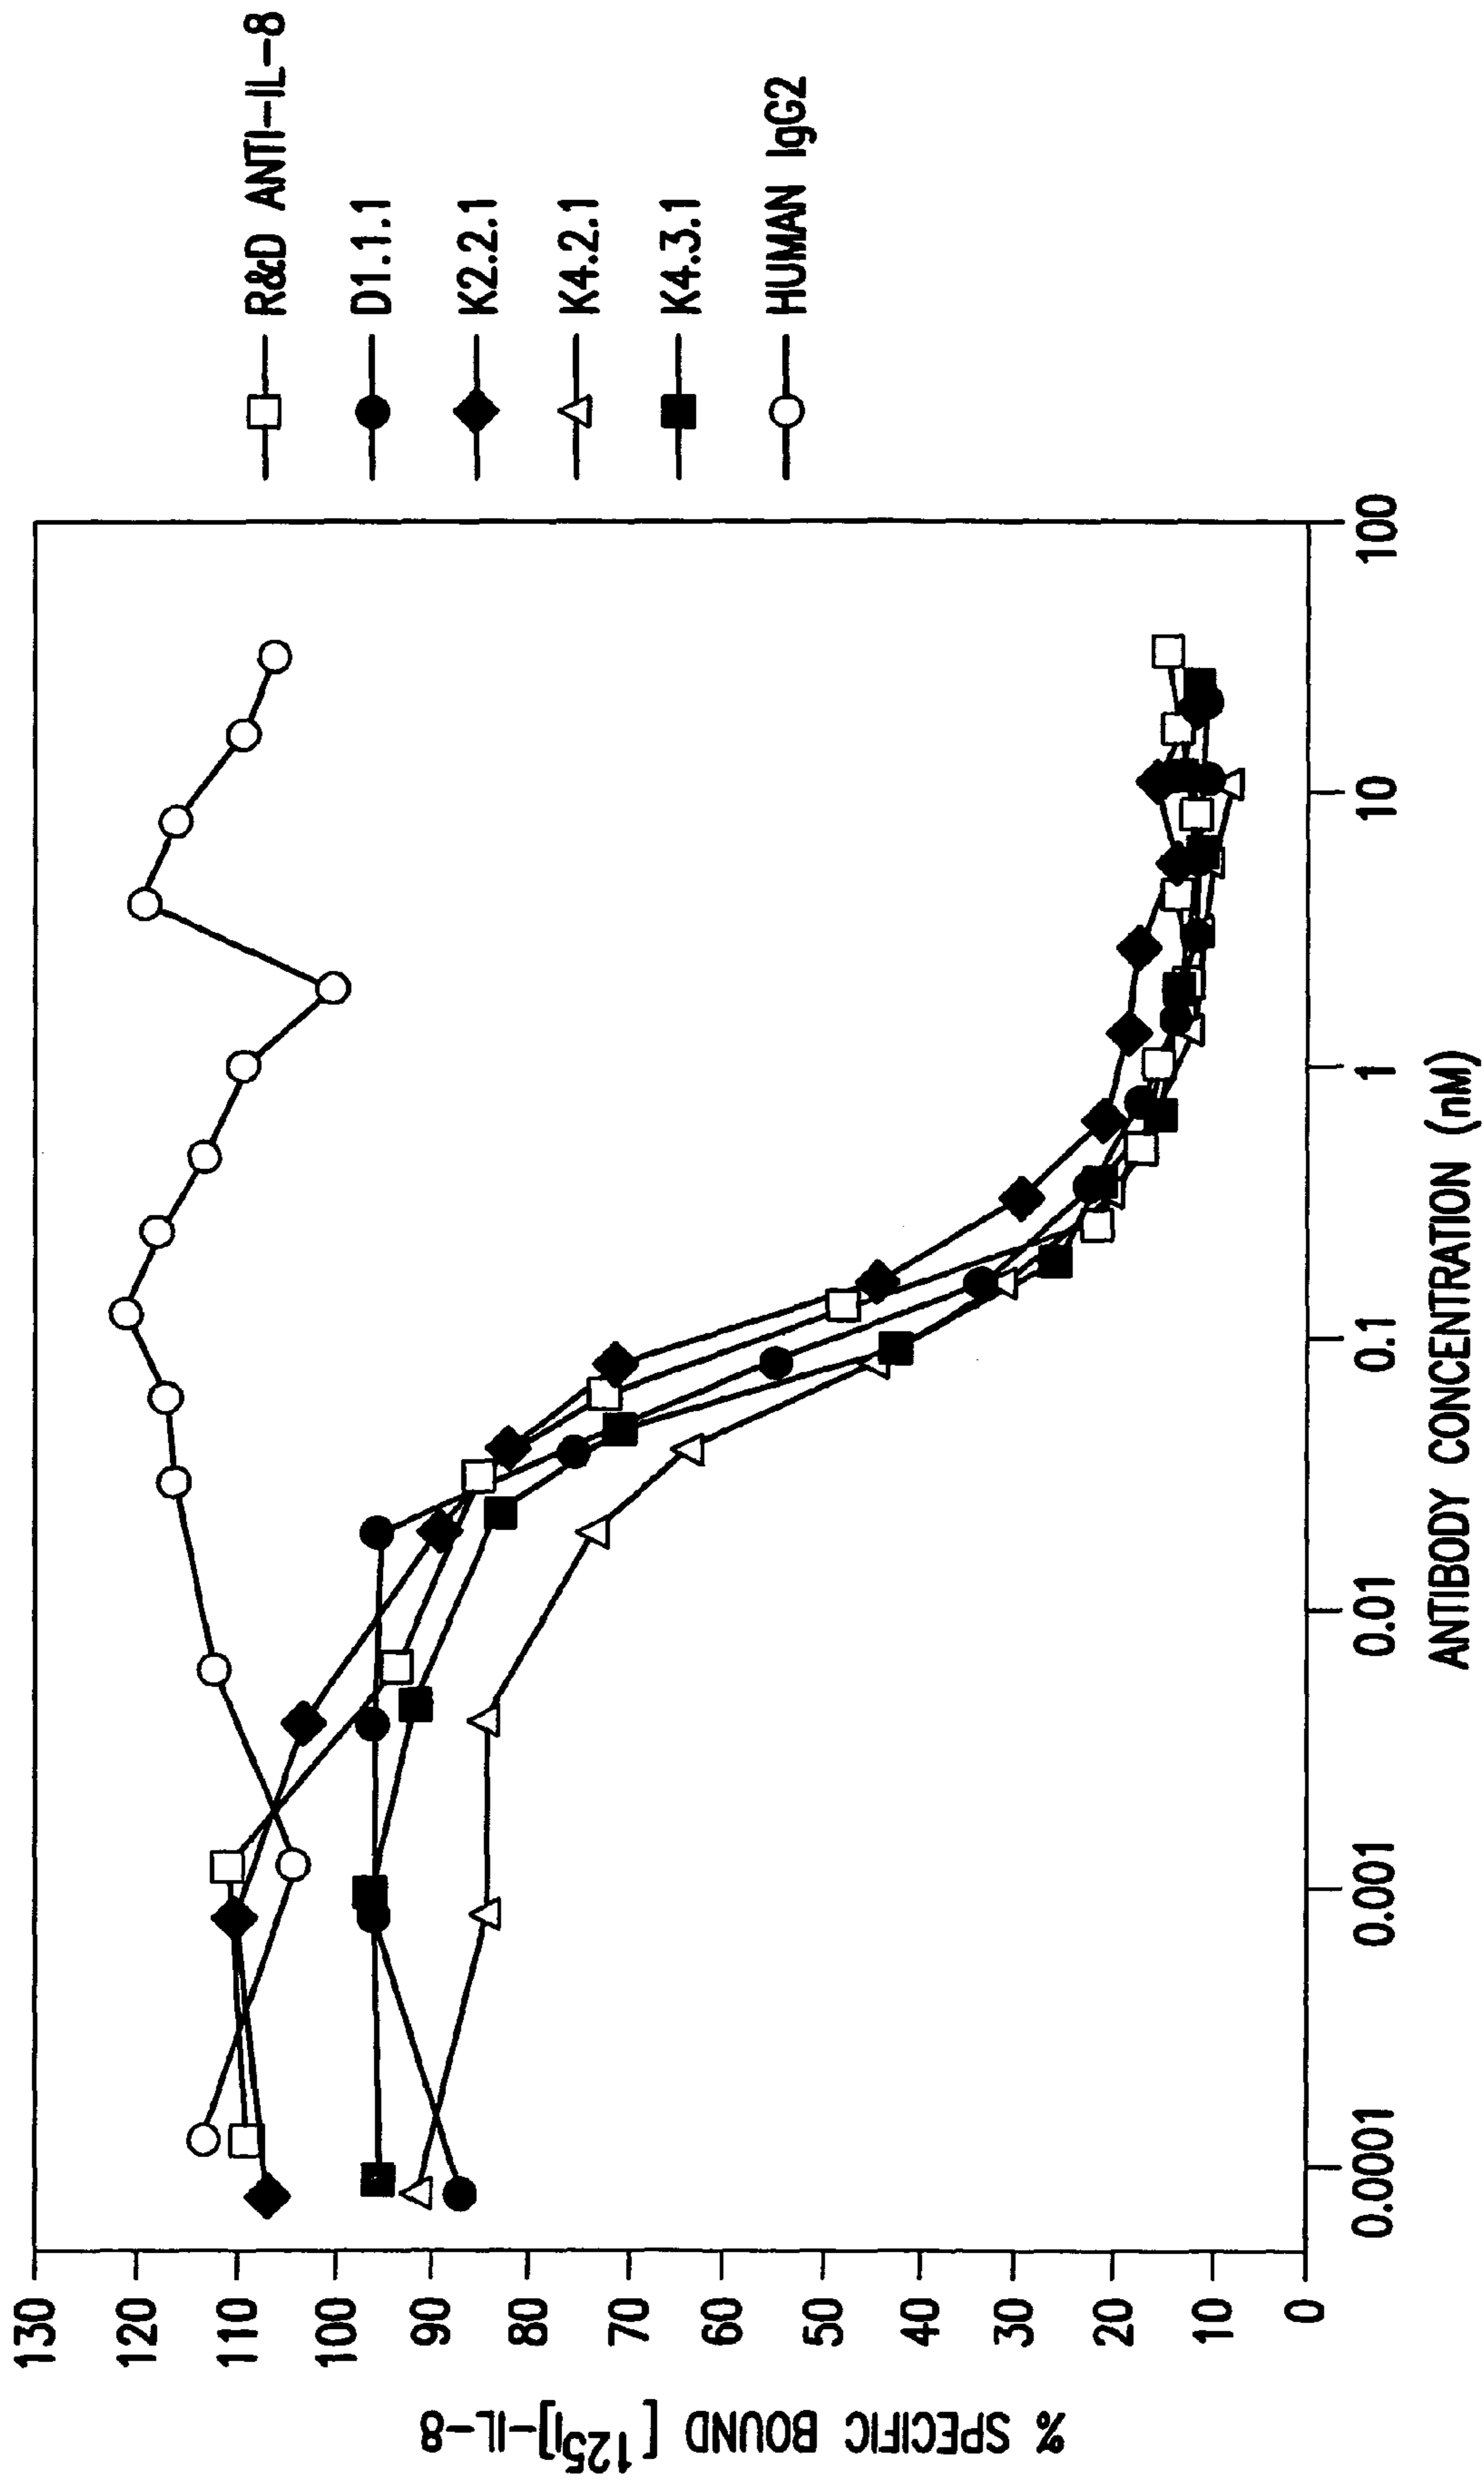 % SPECIFIC BOUND [¹²⁵I]-IL-8
130
120
110
100
90
80
70
60
50
40
30
20
10
0
0.0001
0.001
0.01
0.1
1
10
100
ANTIBODY CONCENTRATION (nM)
R&D ANTI-IL-8
D1.1.1
K2.2.1
K4.2.1
K4.3.1
HUMAN IgG2